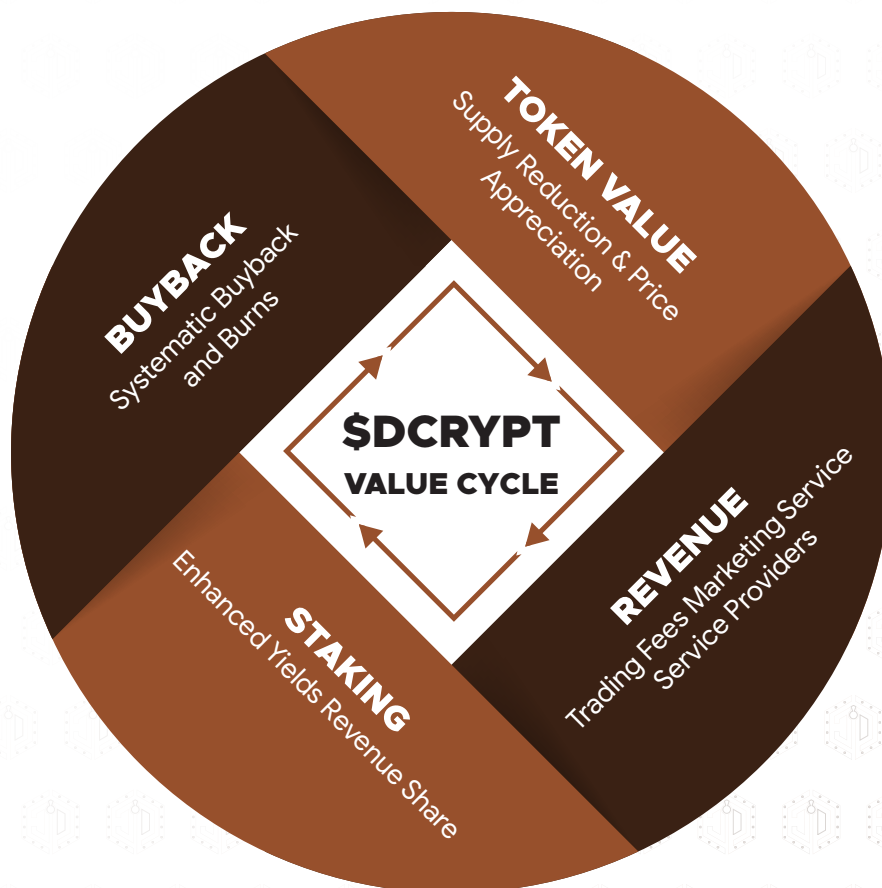 TOKEN VALUE
Supply Reduction & Price
Appreciation
BUYBACK
Systematic Buyback
and Burns
$DCRYPT
VALUE CYCLE
REVENUE
Trading Fees Marketing Service
Service Providers
STAKING
Enhanced Yields Revenue Share